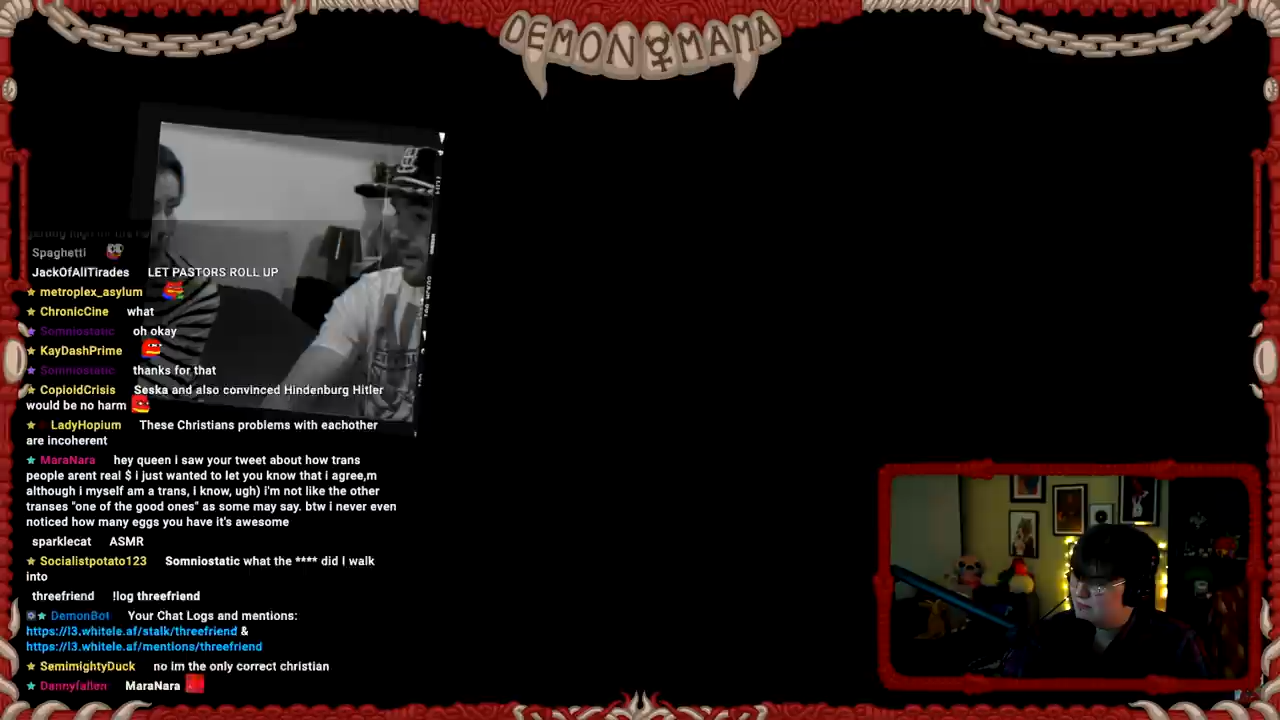 DEMON♀MAMA
Spaghetti
JackOfAllTirades LET PASTORS ROLL UP
metroplex_asylum
ChronicCine what
Somniostatic oh okay
KayDashPrime
Somniostatic thanks for that
CopioidCrisis Seska and also convinced Hindenburg Hitler
would be no harm
LadyHopium These Christians problems with eachother
are incoherent
MaraNara hey queen i saw your tweet about how trans
people arent real $ i just wanted to let you know that i agree,m
although i myself am a trans, i know, ugh) i'm not like the other
transes "one of the good ones" as some may say. btw i never even
noticed how many eggs you have it's awesome
sparklecat ASMR
Socialistpotato123 Somniostatic what the **** did I walk
into
threefriend !log threefriend
DemonBot Your Chat Logs and mentions:
https://l3.whitele.af/stalk/threefriend &
https://l3.whitele.af/mentions/threefriend
SemimightyDuck no im the only correct christian
Dannyfallen MaraNara